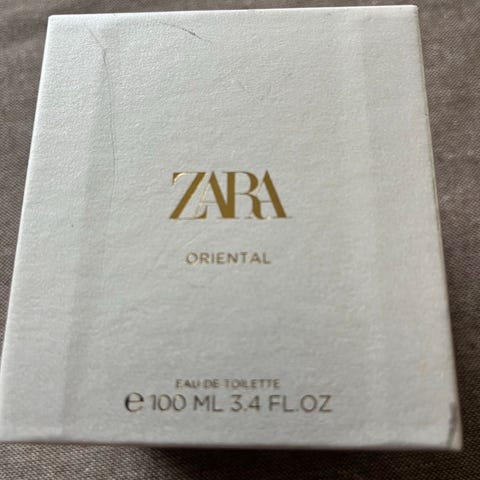 ZARA
ORIENTAL
EAU DE TOILETTE
℮ 100 ML 3.4 FL.OZ